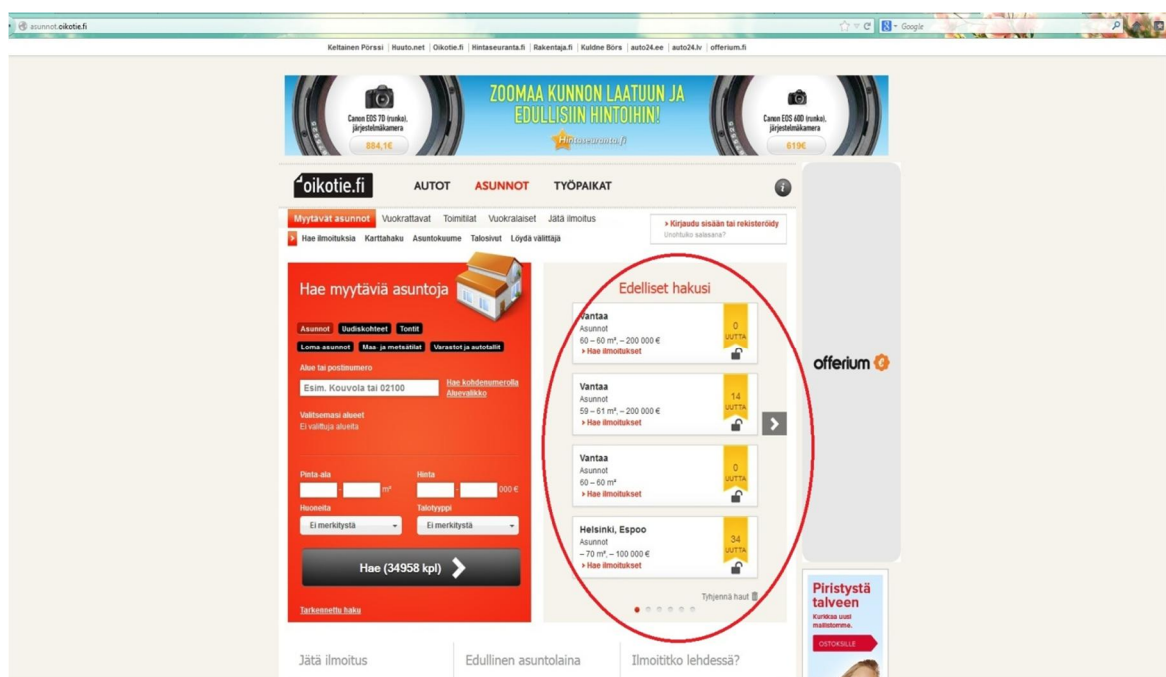 asunnot.oikotie.fi
Google
Keltainen Pörssi | Huuto.net | Oikotie.fi | Hintaseuranta.fi | Rakentaja.fi | Kuldne Börs | auto24.ee | auto24.lv | offerium.fi
Canon EOS 7D (runko),
järjestelmäkamera
884,1€
ZOOMAA KUNNON LAATUUN JA
EDULLISIIN HINTOIHIN!
Hintaseuranta.fi
Canon EOS 60D (runko),
järjestelmäkamera
619€
oikotie.fi
AUTOT ASUNNOT TYÖPAIKAT
Myytävät asunnot Vuokrattavat Toimitilat Vuokralaiset Jätä ilmoitus
Hae ilmoituksia Karttahaku Asuntokuume Talosivut Löydä välittäjä
Kirjaudu sisään tai rekisteröidy
Unohtuiko salasana?
Hae myytäviä asuntoja
Asunnot Uudiskohteet Tontit
Loma-asunnot Maa- ja metsätilat Varastot ja autotallit
Alue tai postinumero
Esim. Kouvola tai 02100
Hae kohdenumerolla
Aluevalikko
Valitsemasi alueet
Ei valittuja alueita
Pinta-ala Hinta
- m² - 000 €
Huoneita Talotyyppi
Ei merkitystä Ei merkitystä
Hae (34958 kpl)
Tarkennettu haku
Edelliset hakusi
Vantaa
Asunnot
60 – 60 m², – 200 000 €
Hae ilmoitukset
0
UUTTA
Vantaa
Asunnot
59 – 61 m², – 200 000 €
Hae ilmoitukset
14
UUTTA
Vantaa
Asunnot
60 – 60 m²
Hae ilmoitukset
0
UUTTA
Helsinki, Espoo
Asunnot
– 70 m², – 100 000 €
Hae ilmoitukset
34
UUTTA
Tyhjennä haut
offerium
Piristystä
talveen
Kurkkaa uusi
mallistomme.
OSTOKSILLE
Jätä ilmoitus Edullinen asuntolaina Ilmoititko lehdessä?